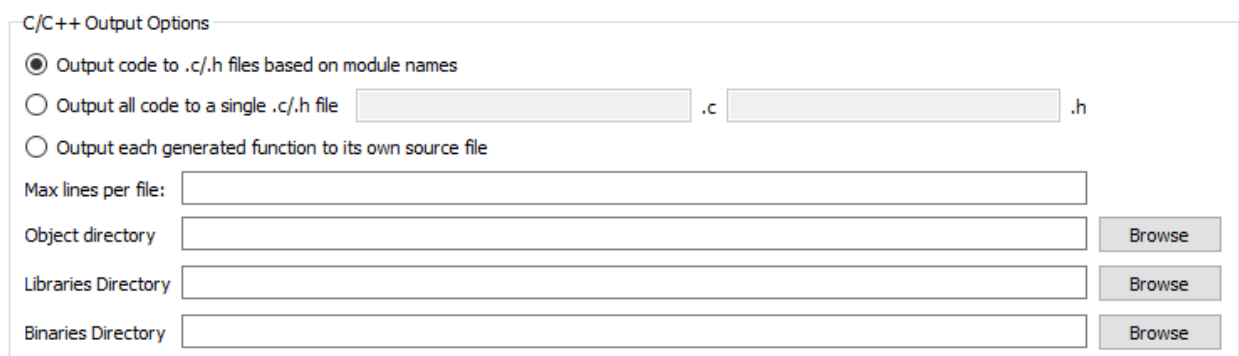 C/C++ Output Options
Output code to .c/.h files based on module names
Output all code to a single .c/.h file .c .h
Output each generated function to its own source file
Max lines per file:
Object directory Browse
Libraries Directory Browse
Binaries Directory Browse